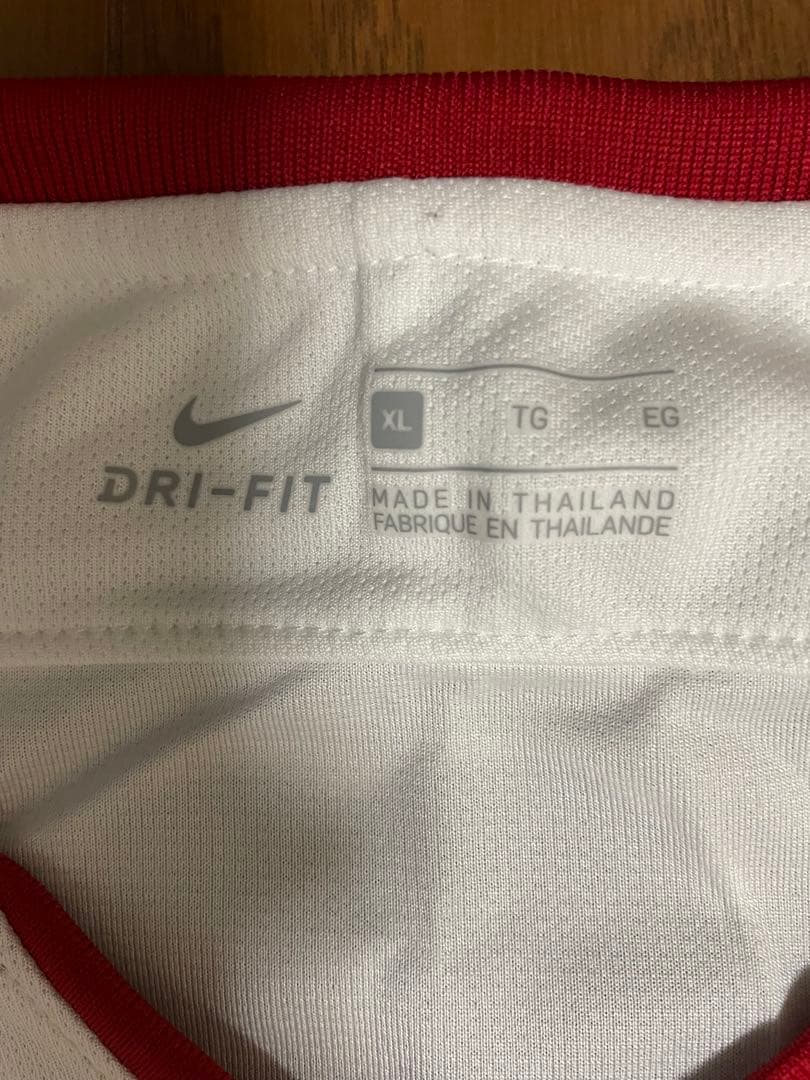 DRI-FIT
XL TG EG
MADE IN THAILAND
FABRIQUE EN THAILANDE